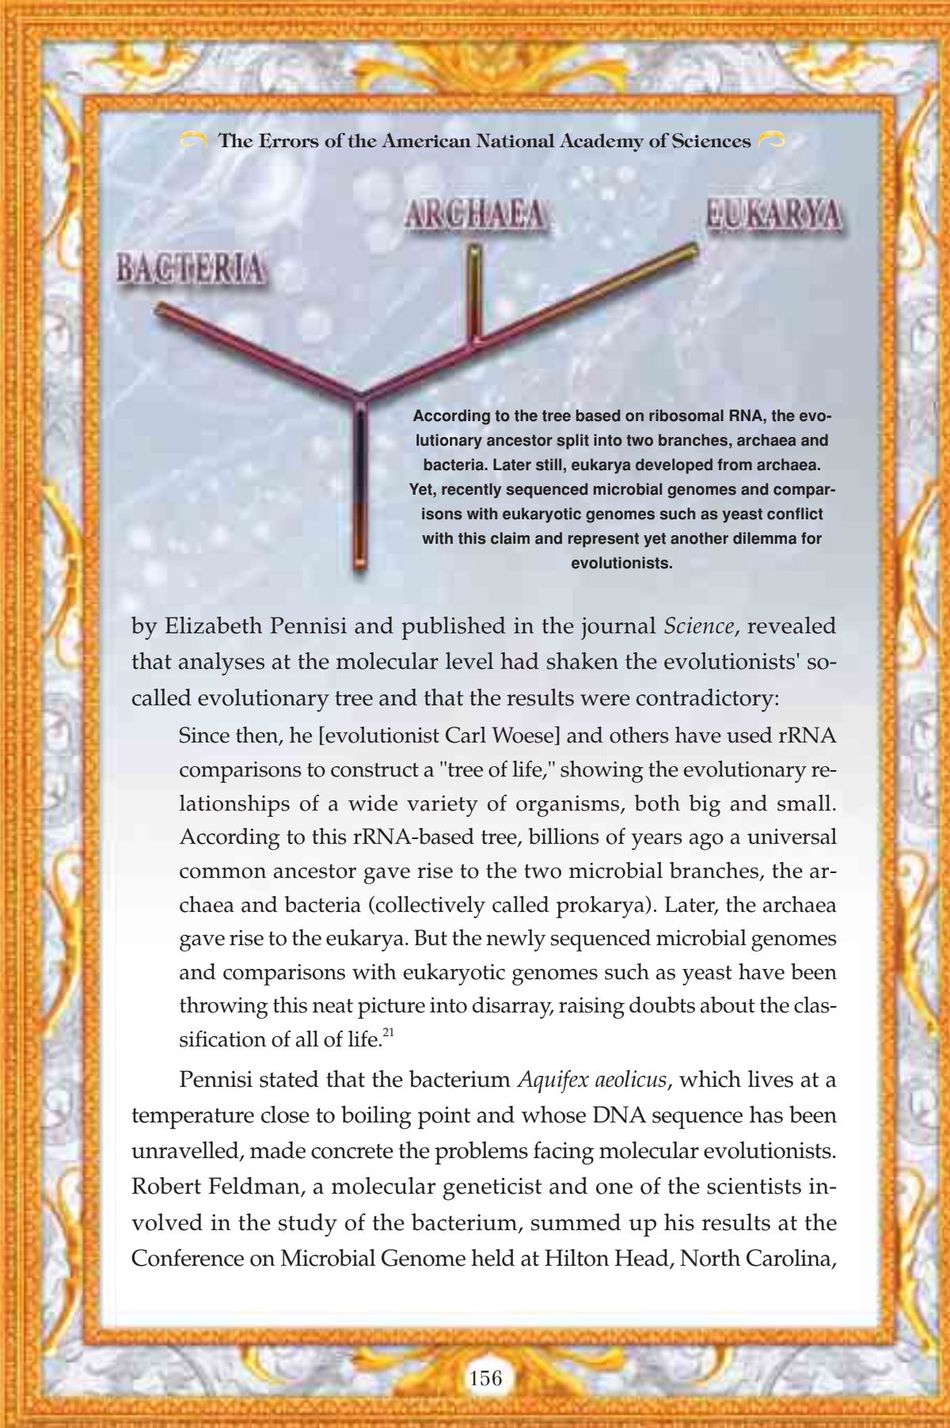 The Errors of the American National Academy of Sciences
ARCHAEA
EUKARYA
BACTERIA
According to the tree based on ribosomal RNA, the evo-
lutionary ancestor split into two branches, archaea and
bacteria. Later still, eukarya developed from archaea.
Yet, recently sequenced microbial genomes and compar-
isons with eukaryotic genomes such as yeast conflict
with this claim and represent yet another dilemma for
evolutionists.
by Elizabeth Pennisi and published in the journal Science, revealed
that analyses at the molecular level had shaken the evolutionists' so-
called evolutionary tree and that the results were contradictory:
Since then, he [evolutionist Carl Woese] and others have used rRNA
comparisons to construct a "tree of life," showing the evolutionary re-
lationships of a wide variety of organisms, both big and small.
According to this rRNA-based tree, billions of years ago a universal
common ancestor gave rise to the two microbial branches, the ar-
chaea and bacteria (collectively called prokarya). Later, the archaea
gave rise to the eukarya. But the newly sequenced microbial genomes
and comparisons with eukaryotic genomes such as yeast have been
throwing this neat picture into disarray, raising doubts about the clas-
sification of all of life.21
Pennisi stated that the bacterium Aquifex aeolicus, which lives at a
temperature close to boiling point and whose DNA sequence has been
unravelled, made concrete the problems facing molecular evolutionists.
Robert Feldman, a molecular geneticist and one of the scientists in-
volved in the study of the bacterium, summed up his results at the
Conference on Microbial Genome held at Hilton Head, North Carolina,
156